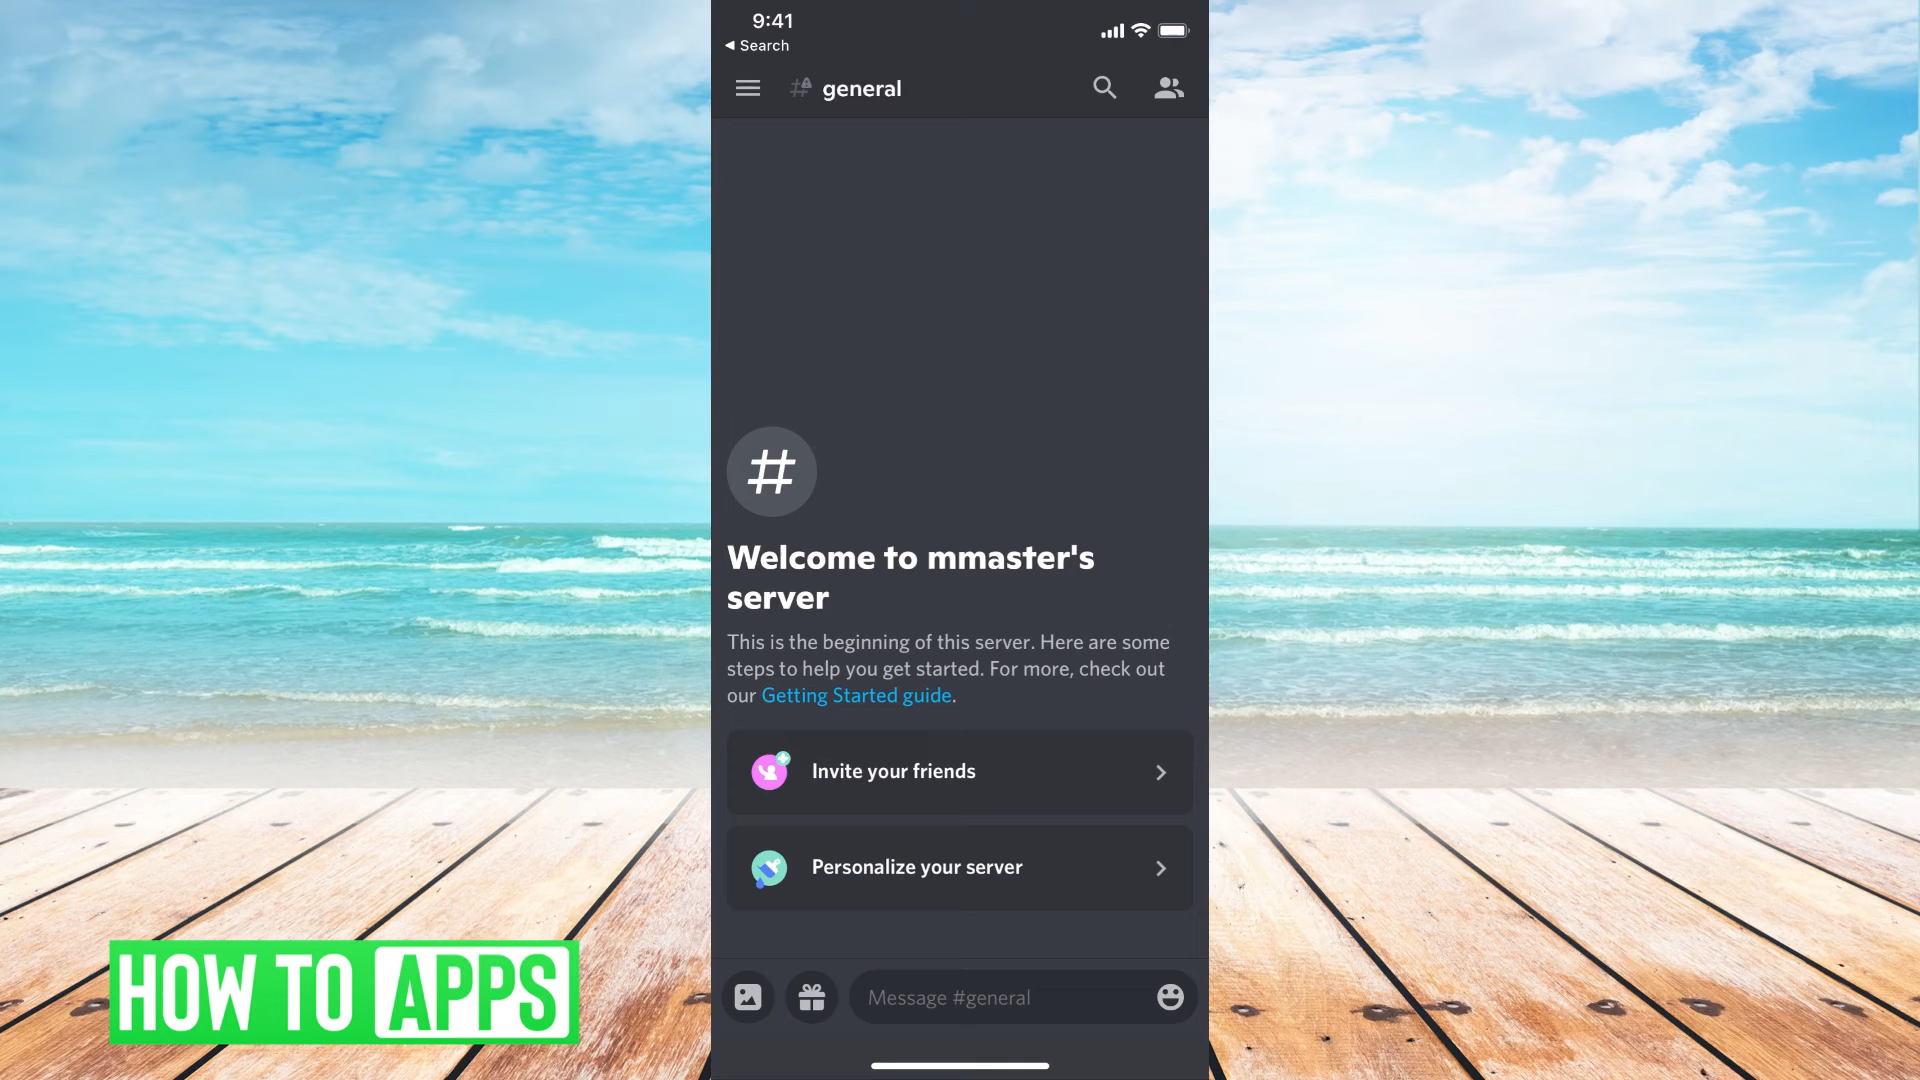 9:41
◀ Search
general
#
Welcome to mmaster's
server
This is the beginning of this server. Here are some
steps to help you get started. For more, check out
our Getting Started guide.
Invite your friends
Personalize your server
Message #general
HOW TO APPS